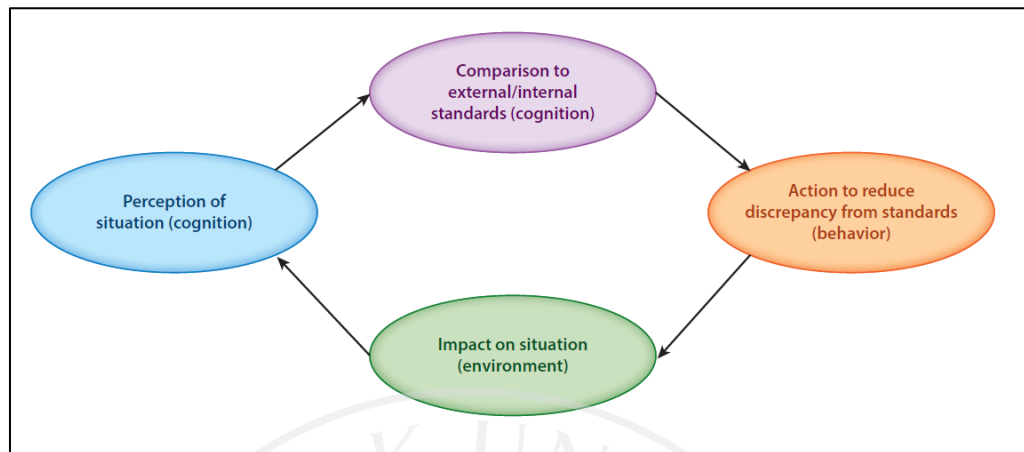 Comparison to
external/internal
standards (cognition)
Perception of
situation (cognition)
Action to reduce
discrepancy from standards
(behavior)
Impact on situation
(environment)